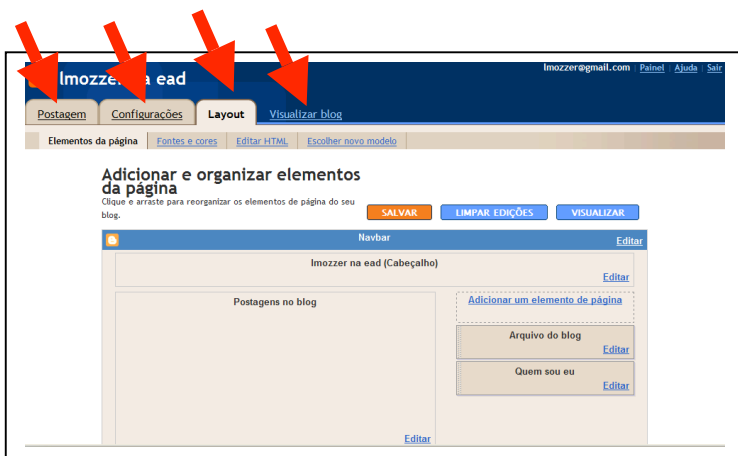 lmozzer@gmail.com | Painel | Ajuda | Sair
ead
Postagem Configurações Layout Visualizar blog
Elementos da página Fontes e cores Editar HTML Escolher novo modelo
Adicionar e organizar elementos
da página
Clique e arraste para reorganizar os elementos de página do seu
blog.
SALVAR LIMPAR EDIÇÕES VISUALIZAR
Navbar Editar
lmozzer na ead (Cabeçalho)
Editar
Postagens no blog
Editar
Adicionar um elemento de página
Arquivo do blog
Editar
Quem sou eu
Editar